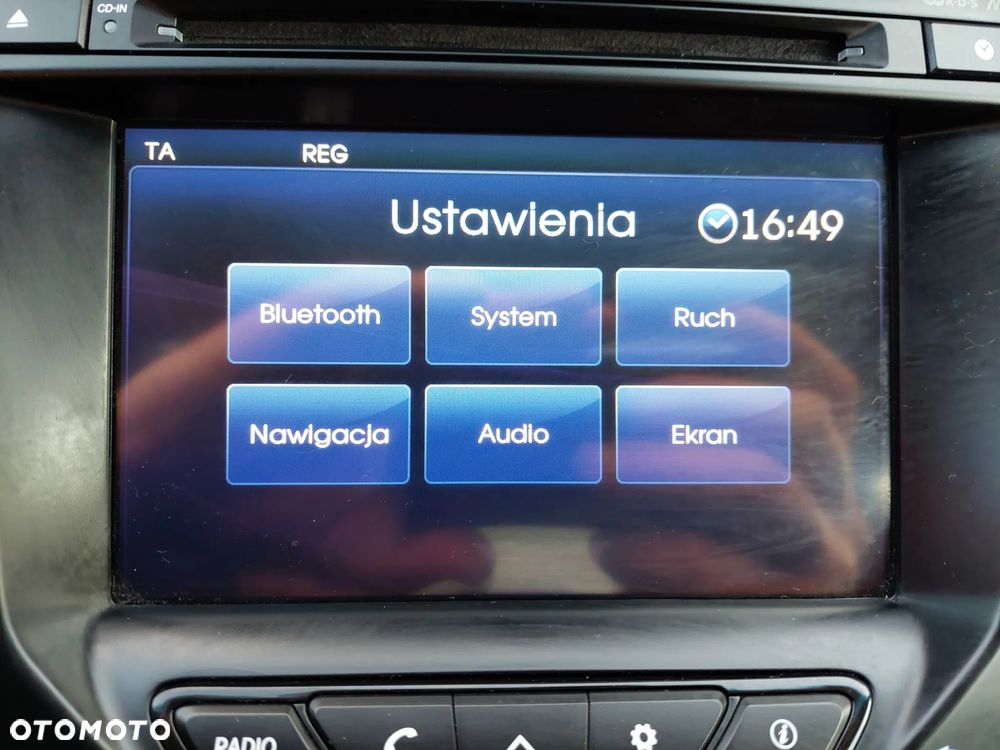 CD-IN
R·D·S
TA REG
Ustawienia 16:49
Bluetooth System Ruch
Nawigacja Audio Ekran
RADIO
OTOMOTO